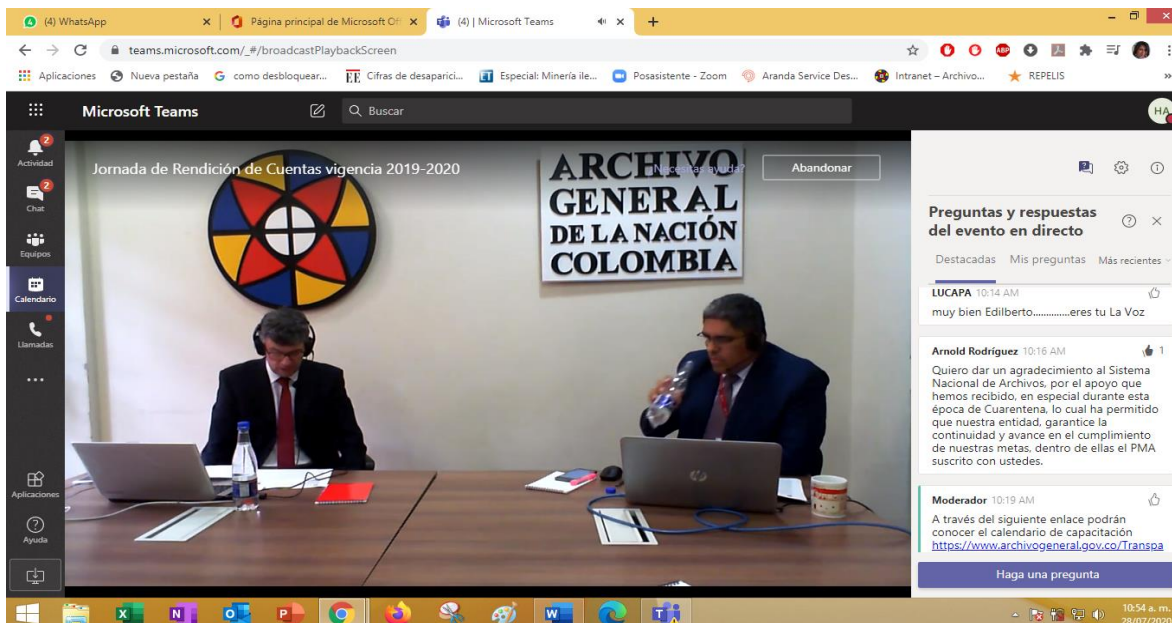 (4) WhatsApp
Página principal de Microsoft Off
(4) | Microsoft Teams
teams.microsoft.com/_#/broadcastPlaybackScreen
Aplicaciones
Nueva pestaña
como desbloquear...
EE Cifras de desaparici...
Especial: Minería ile...
Posasistente - Zoom
Aranda Service Des...
Intranet – Archivo...
REPELIS
Microsoft Teams
Buscar
HA
Actividad
2
Chat
2
Equipos
Calendario
Llamadas
Aplicaciones
Ayuda
Jornada de Rendición de Cuentas vigencia 2019-2020
¿Necesitas ayuda?
Abandonar
ARCHIVO
GENERAL
DE LA NACIÓN
COLOMBIA
hp
Preguntas y respuestas
del evento en directo
Destacadas Mis preguntas Más recientes
LUCAPA 10:14 AM
muy bien Edilberto..............eres tu La Voz
Arnold Rodríguez 10:16 AM 1
Quiero dar un agradecimiento al Sistema
Nacional de Archivos, por el apoyo que
hemos recibido, en especial durante esta
época de Cuarentena, lo cual ha permitido
que nuestra entidad, garantice la
continuidad y avance en el cumplimiento
de nuestras metas, dentro de ellas el PMA
suscrito con ustedes.
Moderador 10:19 AM
A través del siguiente enlace podrán
conocer el calendario de capacitación
https://www.archivogeneral.gov.co/Transpa
Haga una pregunta
10:54 a. m.
28/07/2020